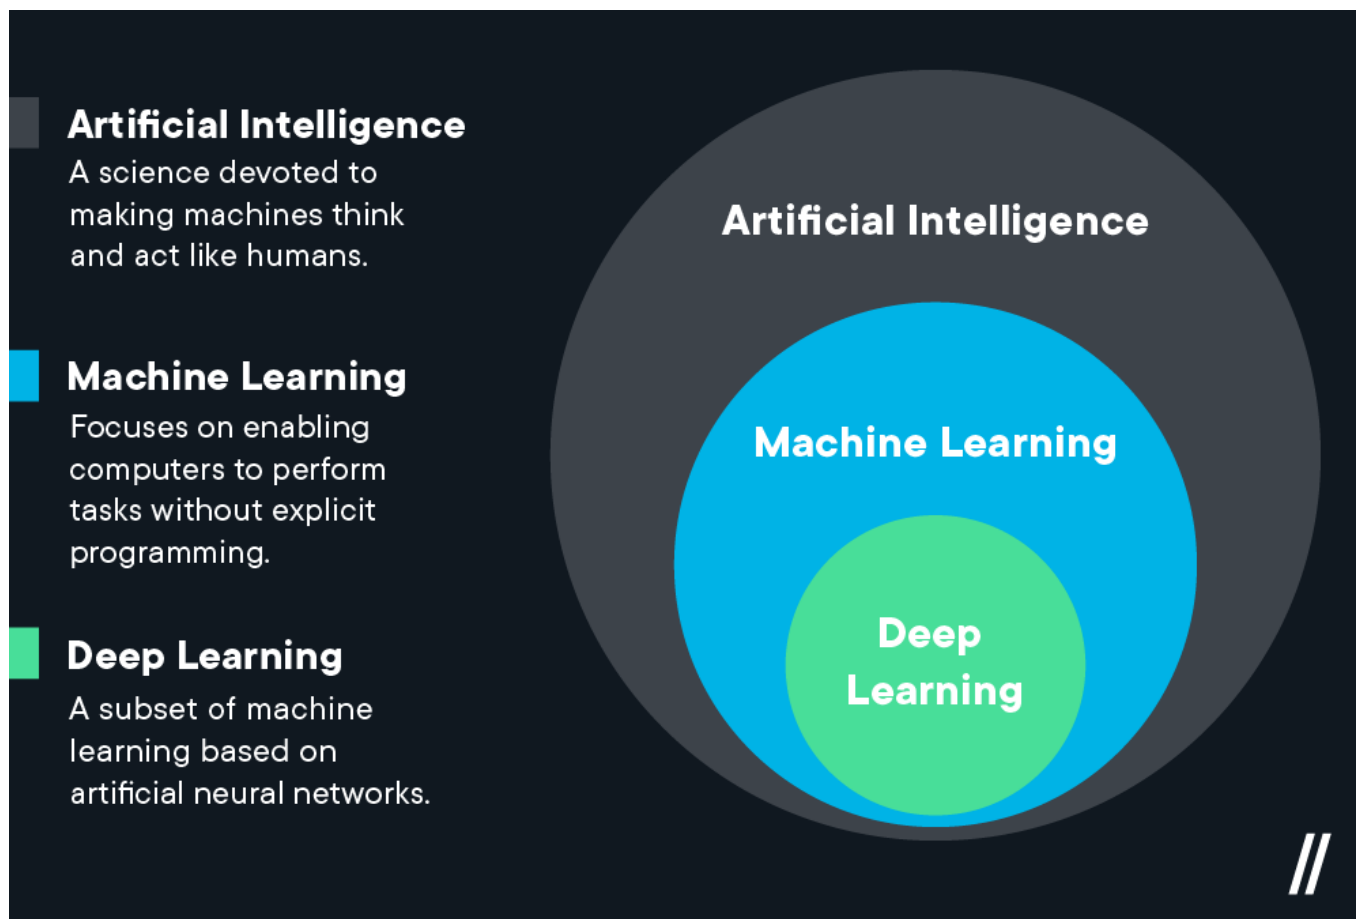 Artificial Intelligence
A science devoted to
making machines think
and act like humans.
Machine Learning
Focuses on enabling
computers to perform
tasks without explicit
programming.
Deep Learning
A subset of machine
learning based on
artificial neural networks.
Artificial Intelligence
Machine Learning
Deep
Learning
//